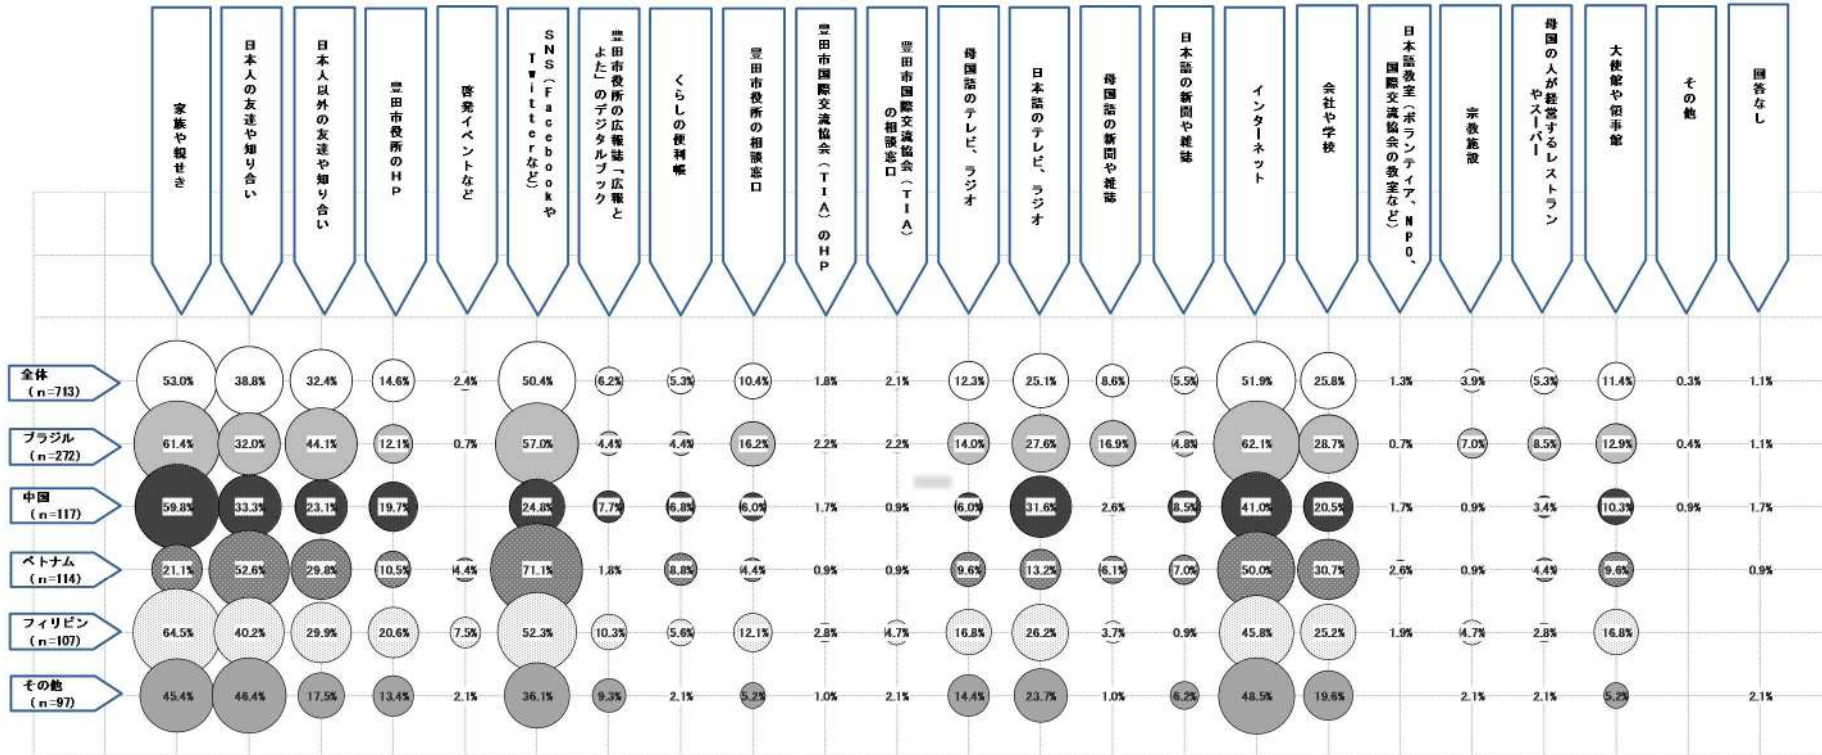 家族や親せき
日本人の友達や知り合い
日本人以外の友達や知り合い
豊田市役所のHP
啓発イベントなど
SNS(Facebookや
Twitterなど)
豊田市役所の広報誌「広報と
よた」のデジタルブック
くらしの便利帳
豊田市役所の相談窓口
豊田市国際交流協会(TIA)のHP
豊田市国際交流協会(TIA)
の相談窓口
母国語のテレビ、ラジオ
日本語のテレビ、ラジオ
母国語の新聞や雑誌
日本語の新聞や雑誌
インターネット
会社や学校
日本語教室(ボランティア、NPO、
国際交流協会の教室など)
宗教施設
母国の人が経営するレストラン
やスーパー
大使館や領事館
その他
回答なし
全体
(n=713)
53.0% 38.8% 32.4% 14.6% 2.4% 50.4% 6.2% 5.3% 10.4% 1.8% 2.1% 12.3% 25.1% 8.6% 5.5% 51.9% 25.8% 1.3% 3.9% 5.3% 11.4% 0.3% 1.1%
ブラジル
(n=272)
61.4% 32.0% 44.1% 12.1% 0.7% 57.0% 4.4% 4.4% 16.2% 2.2% 2.2% 14.0% 27.6% 16.9% 4.8% 62.1% 28.7% 0.7% 7.0% 8.5% 12.9% 0.4% 1.1%
中国
(n=117)
59.8% 33.3% 23.1% 19.7% 24.8% 7.7% 6.8% 6.0% 1.7% 0.9% 6.0% 31.6% 2.6% 8.5% 41.0% 20.5% 1.7% 0.9% 3.4% 10.3% 0.9% 1.7%
ベトナム
(n=114)
21.1% 52.6% 29.8% 10.5% 4.4% 71.1% 1.8% 8.8% 4.4% 0.9% 0.9% 9.6% 13.2% 6.1% 7.0% 50.0% 30.7% 2.6% 0.9% 4.4% 9.6% 0.9%
フィリピン
(n=107)
64.5% 40.2% 29.9% 20.6% 7.5% 52.3% 10.3% 5.6% 12.1% 2.8% 4.7% 16.8% 26.2% 3.7% 0.9% 45.8% 25.2% 1.9% 4.7% 2.8% 16.8%
その他
(n=97)
45.4% 46.4% 17.5% 13.4% 2.1% 36.1% 9.3% 2.1% 5.2% 1.0% 2.1% 14.4% 23.7% 1.0% 6.2% 48.5% 19.6% 2.1% 2.1% 5.2% 2.1%